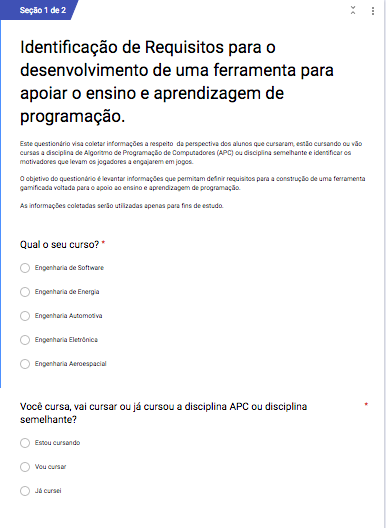 Seção 1 de 2
Identificação de Requisitos para o
desenvolvimento de uma ferramenta para
apoiar o ensino e aprendizagem de
programação.
Este questionário visa coletar informações a respeito da perspectiva dos alunos que cursaram, estão cursando ou vão
cursas a disciplina de Algoritmo de Programação de Computadores (APC) ou disciplina semelhante e identificar os
motivadores que levam os jogadores a engajarem em jogos.
O objetivo do questionário é levantar informações que permitam definir requisitos para a construção de uma ferramenta
gamificada voltada para o apoio ao ensino e aprendizagem de programação.
As informações coletadas serão utilizadas apenas para fins de estudo.
Qual o seu curso? *
Engenharia de Software
Engenharia de Energia
Engenharia Automotiva
Engenharia Eletrônica
Engenharia Aeroespacial
Você cursa, vai cursar ou já cursou a disciplina APC ou disciplina *
semelhante?
Estou cursando
Vou cursar
Já cursei